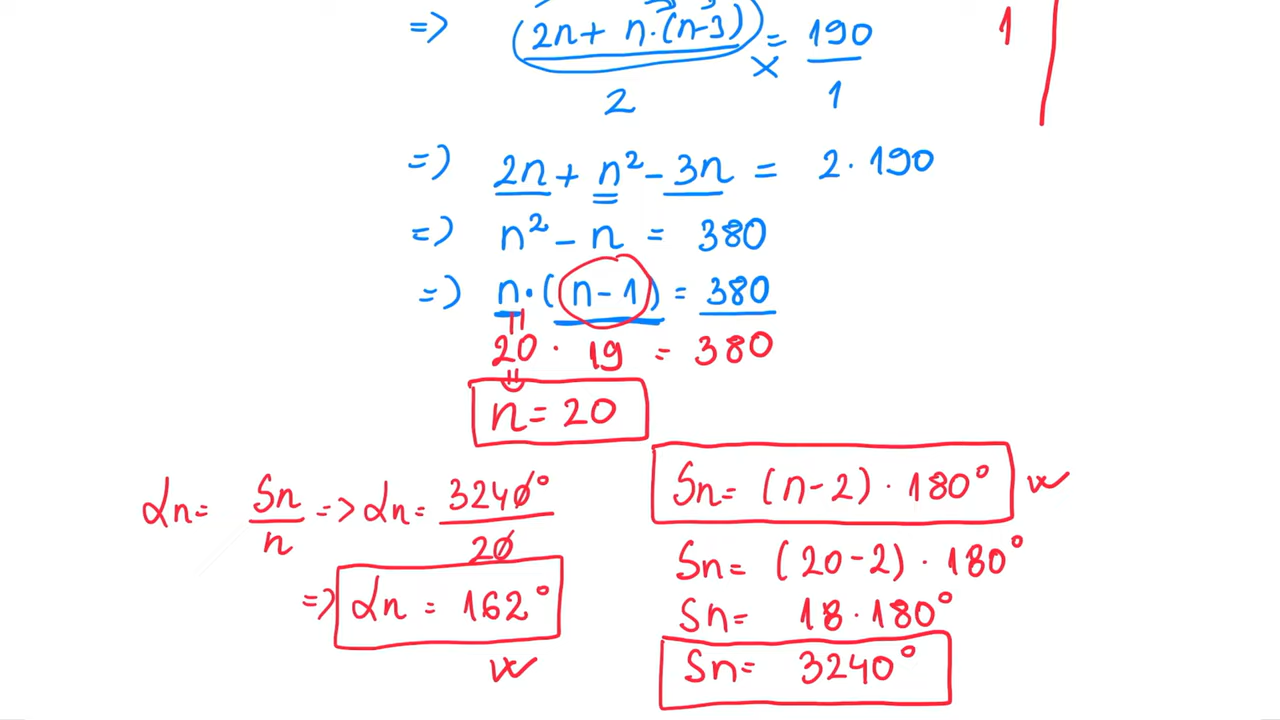 => (2n + n·(n-3)) / 2 = 190 / 1
×
1
=> 2n + n² - 3n = 2·190
=> n² - n = 380
=> n·(n-1) = 380
20 · 19 = 380
n = 20
Sn = (n-2)·180°
αn = Sn / n => αn = 3240° / 20
Sn = (20-2)·180°
=> αn = 162°
Sn = 18·180°
Sn = 3240°